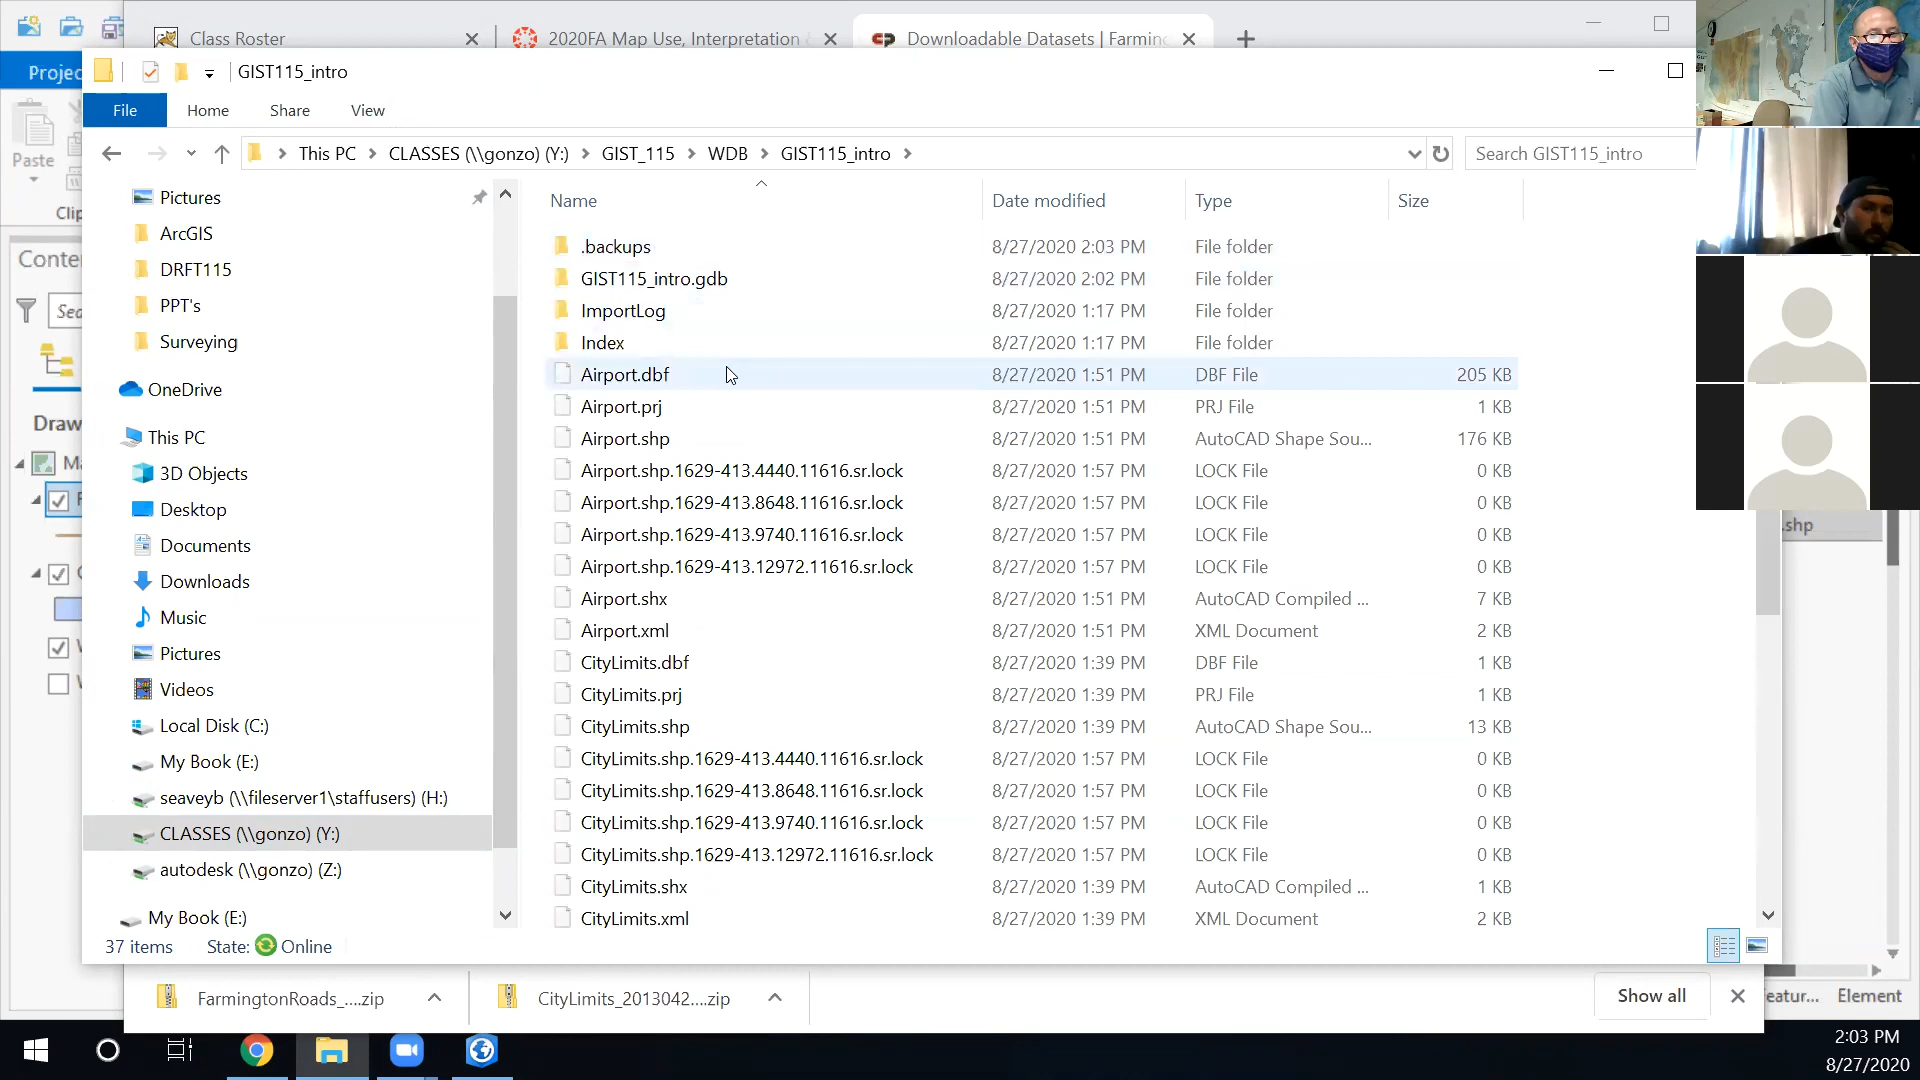 Class Roster
2020FA Map Use, Interpretation &
Downloadable Datasets | Farming
Project
GIST115_intro
File
Home
Share
View
Paste
This PC
CLASSES (\\gonzo) (Y:)
GIST_115
WDB
GIST115_intro
Search GIST115_intro
Clip
Conte
Sea
Draw
Ma
Pictures
ArcGIS
DRFT115
PPT's
Surveying
OneDrive
This PC
3D Objects
Desktop
Documents
Downloads
Music
Pictures
Videos
Local Disk (C:)
My Book (E:)
seaveyb (\\fileserver1\staffusers) (H:)
CLASSES (\\gonzo) (Y:)
autodesk (\\gonzo) (Z:)
My Book (E:)
Name Date modified Type Size
.backups 8/27/2020 2:03 PM File folder
GIST115_intro.gdb 8/27/2020 2:02 PM File folder
ImportLog 8/27/2020 1:17 PM File folder
Index 8/27/2020 1:17 PM File folder
Airport.dbf 8/27/2020 1:51 PM DBF File 205 KB
Airport.prj 8/27/2020 1:51 PM PRJ File 1 KB
Airport.shp 8/27/2020 1:51 PM AutoCAD Shape Sou... 176 KB
Airport.shp.1629-413.4440.11616.sr.lock 8/27/2020 1:57 PM LOCK File 0 KB
Airport.shp.1629-413.8648.11616.sr.lock 8/27/2020 1:57 PM LOCK File 0 KB
Airport.shp.1629-413.9740.11616.sr.lock 8/27/2020 1:57 PM LOCK File 0 KB
Airport.shp.1629-413.12972.11616.sr.lock 8/27/2020 1:57 PM LOCK File 0 KB
Airport.shx 8/27/2020 1:51 PM AutoCAD Compiled ... 7 KB
Airport.xml 8/27/2020 1:51 PM XML Document 2 KB
CityLimits.dbf 8/27/2020 1:39 PM DBF File 1 KB
CityLimits.prj 8/27/2020 1:39 PM PRJ File 1 KB
CityLimits.shp 8/27/2020 1:39 PM AutoCAD Shape Sou... 13 KB
CityLimits.shp.1629-413.4440.11616.sr.lock 8/27/2020 1:57 PM LOCK File 0 KB
CityLimits.shp.1629-413.8648.11616.sr.lock 8/27/2020 1:57 PM LOCK File 0 KB
CityLimits.shp.1629-413.9740.11616.sr.lock 8/27/2020 1:57 PM LOCK File 0 KB
CityLimits.shp.1629-413.12972.11616.sr.lock 8/27/2020 1:57 PM LOCK File 0 KB
CityLimits.shx 8/27/2020 1:39 PM AutoCAD Compiled ... 1 KB
CityLimits.xml 8/27/2020 1:39 PM XML Document 2 KB
.shp
37 items State: Online
FarmingtonRoads_....zip
CityLimits_2013042....zip
Show all
eatur...
Element
2:03 PM
8/27/2020